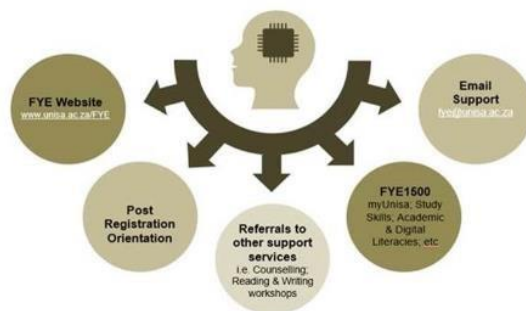 FYE Website
www.unisa.ac.za/FYE
Post
Registration
Orientation
Referrals to
other support
services
i.e. Counselling;
Reading & Writing
workshops
FYE1500
myUnisa; Study
Skills; Academic
& Digital
Literacies; etc
Email
Support
fye@unisa.ac.za